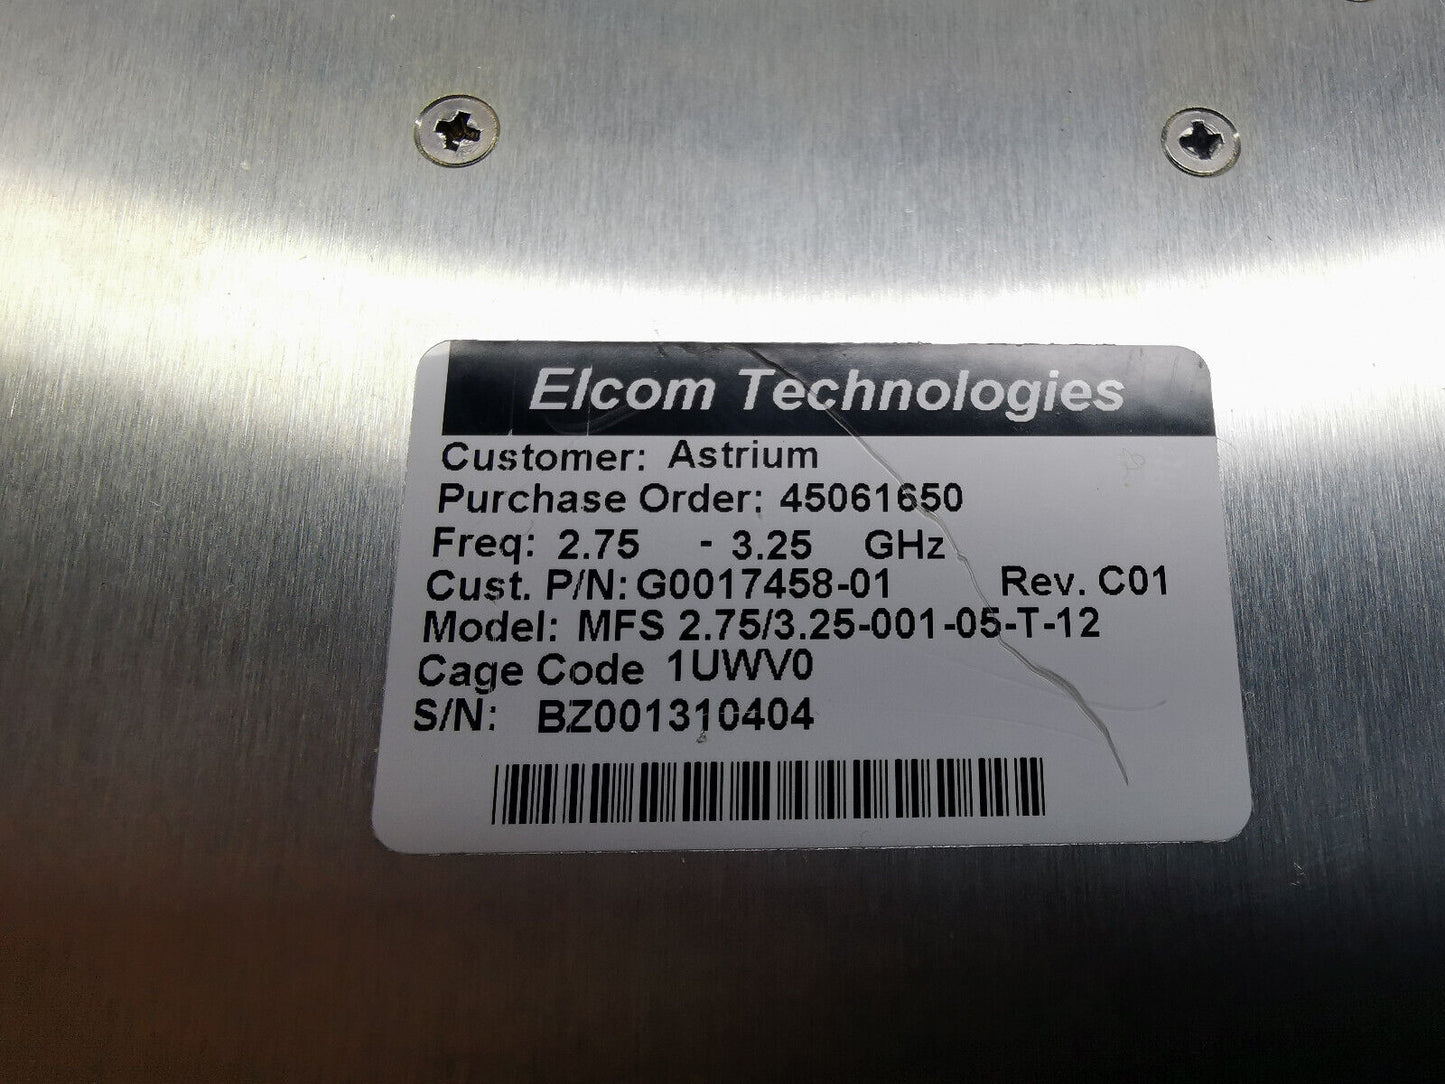 Elcom Technologies
Customer: Astrium
Purchase Order: 45061650
Freq: 2.75 - 3.25 GHz
Cust. P/N: G0017458-01 Rev. C01
Model: MFS 2.75/3.25-001-05-T-12
Cage Code 1UWV0
S/N: BZ001310404